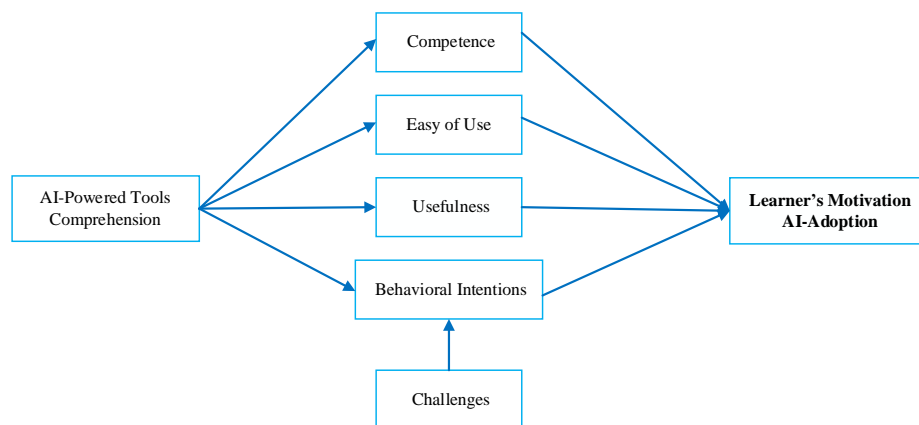 Competence
Easy of Use
AI-Powered Tools
Comprehension
Usefulness
Learner’s Motivation
AI-Adoption
Behavioral Intentions
Challenges